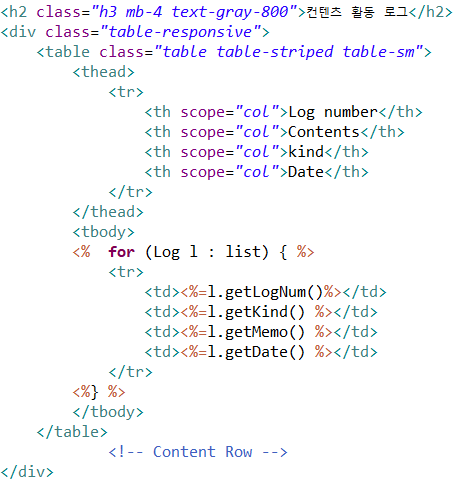 <h2 class="h3 mb-4 text-gray-800">컨텐츠 활동 로그</h2>
<div class="table-responsive">
    <table class="table table-striped table-sm">
        <thead>
            <tr>
                <th scope="col">Log number</th>
                <th scope="col">Contents</th>
                <th scope="col">kind</th>
                <th scope="col">Date</th>
            </tr>
        </thead>
        <tbody>
        <%  for (Log l : list) { %>
            <tr>
                <td><%=l.getLogNum()%></td>
                <td><%=l.getKind() %></td>
                <td><%=l.getMemo() %></td>
                <td><%=l.getDate() %></td>
            </tr>
        <%} %>
        </tbody>
    </table>
            <!-- Content Row -->
</div>